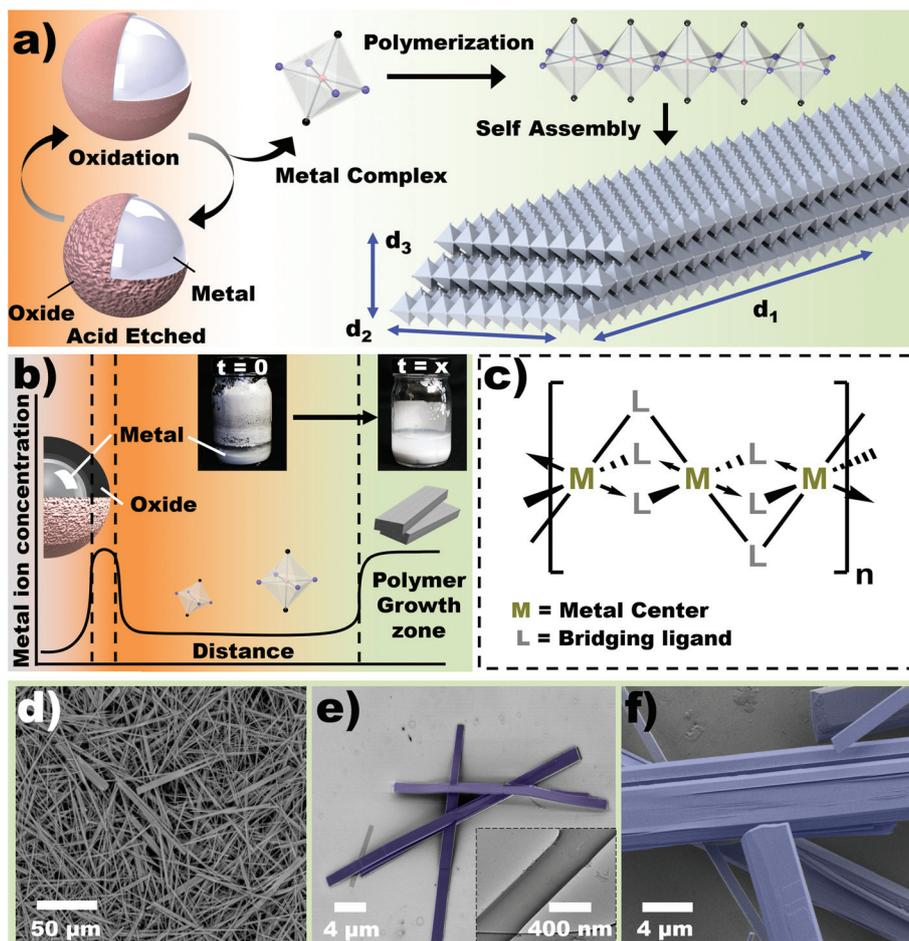 a)
Polymerization
Oxidation
Metal Complex
Self Assembly
Oxide
Metal
Acid Etched
d3
d2
d1
b)
Metal ion concentration
t = 0
t = x
Metal
Oxide
Polymer
Growth
zone
Distance
c)
L
L
L
M
M
M
L
L
L
n
M = Metal Center
L = Bridging ligand
d)
50 µm
e)
4 µm
400 nm
f)
4 µm